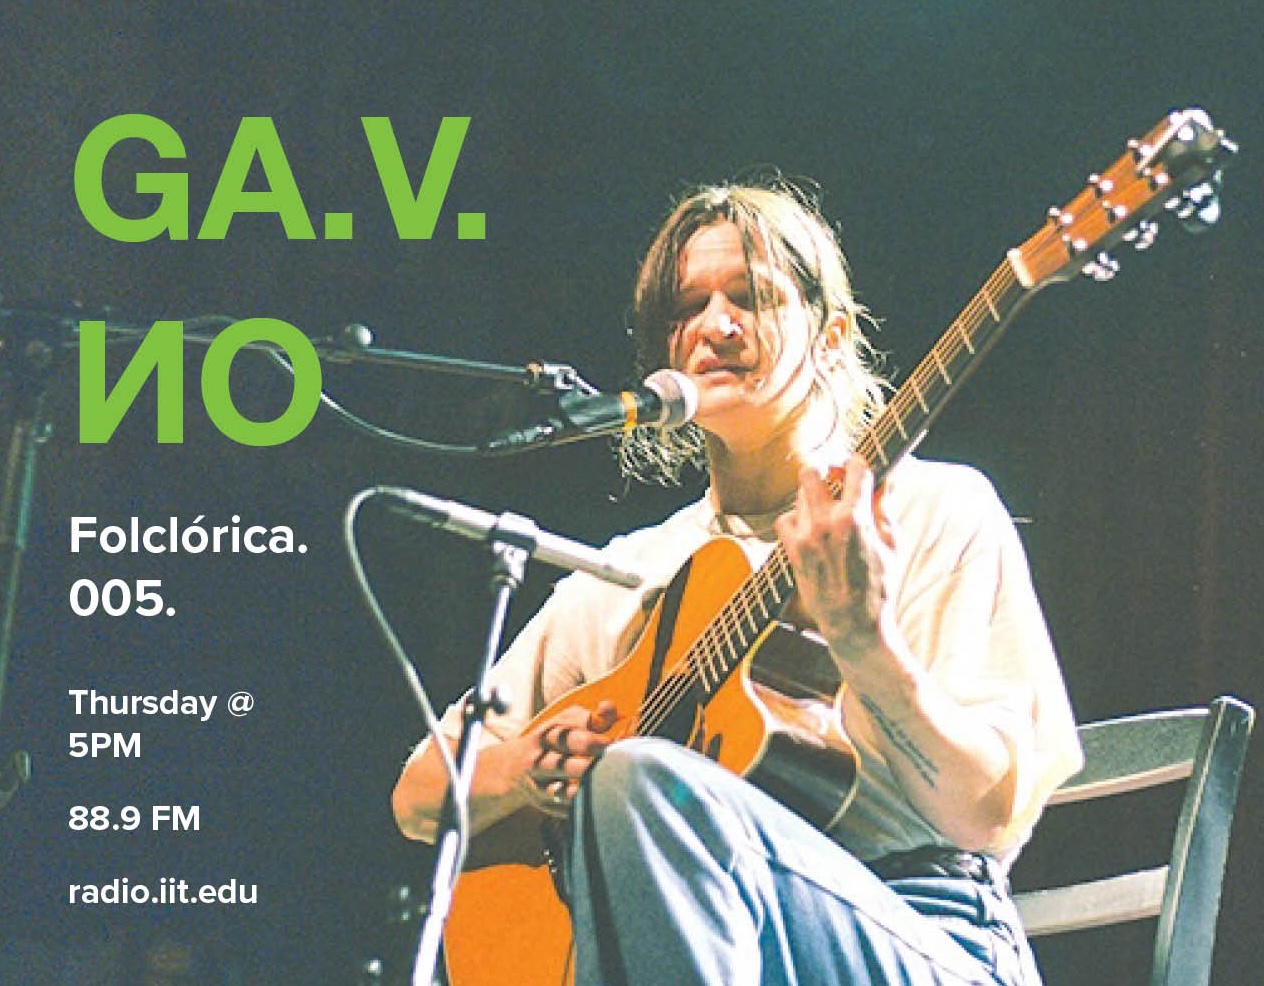 GA.V.
ИO
Folclórica.
005.
Thursday @
5PM
88.9 FM
radio.iit.edu